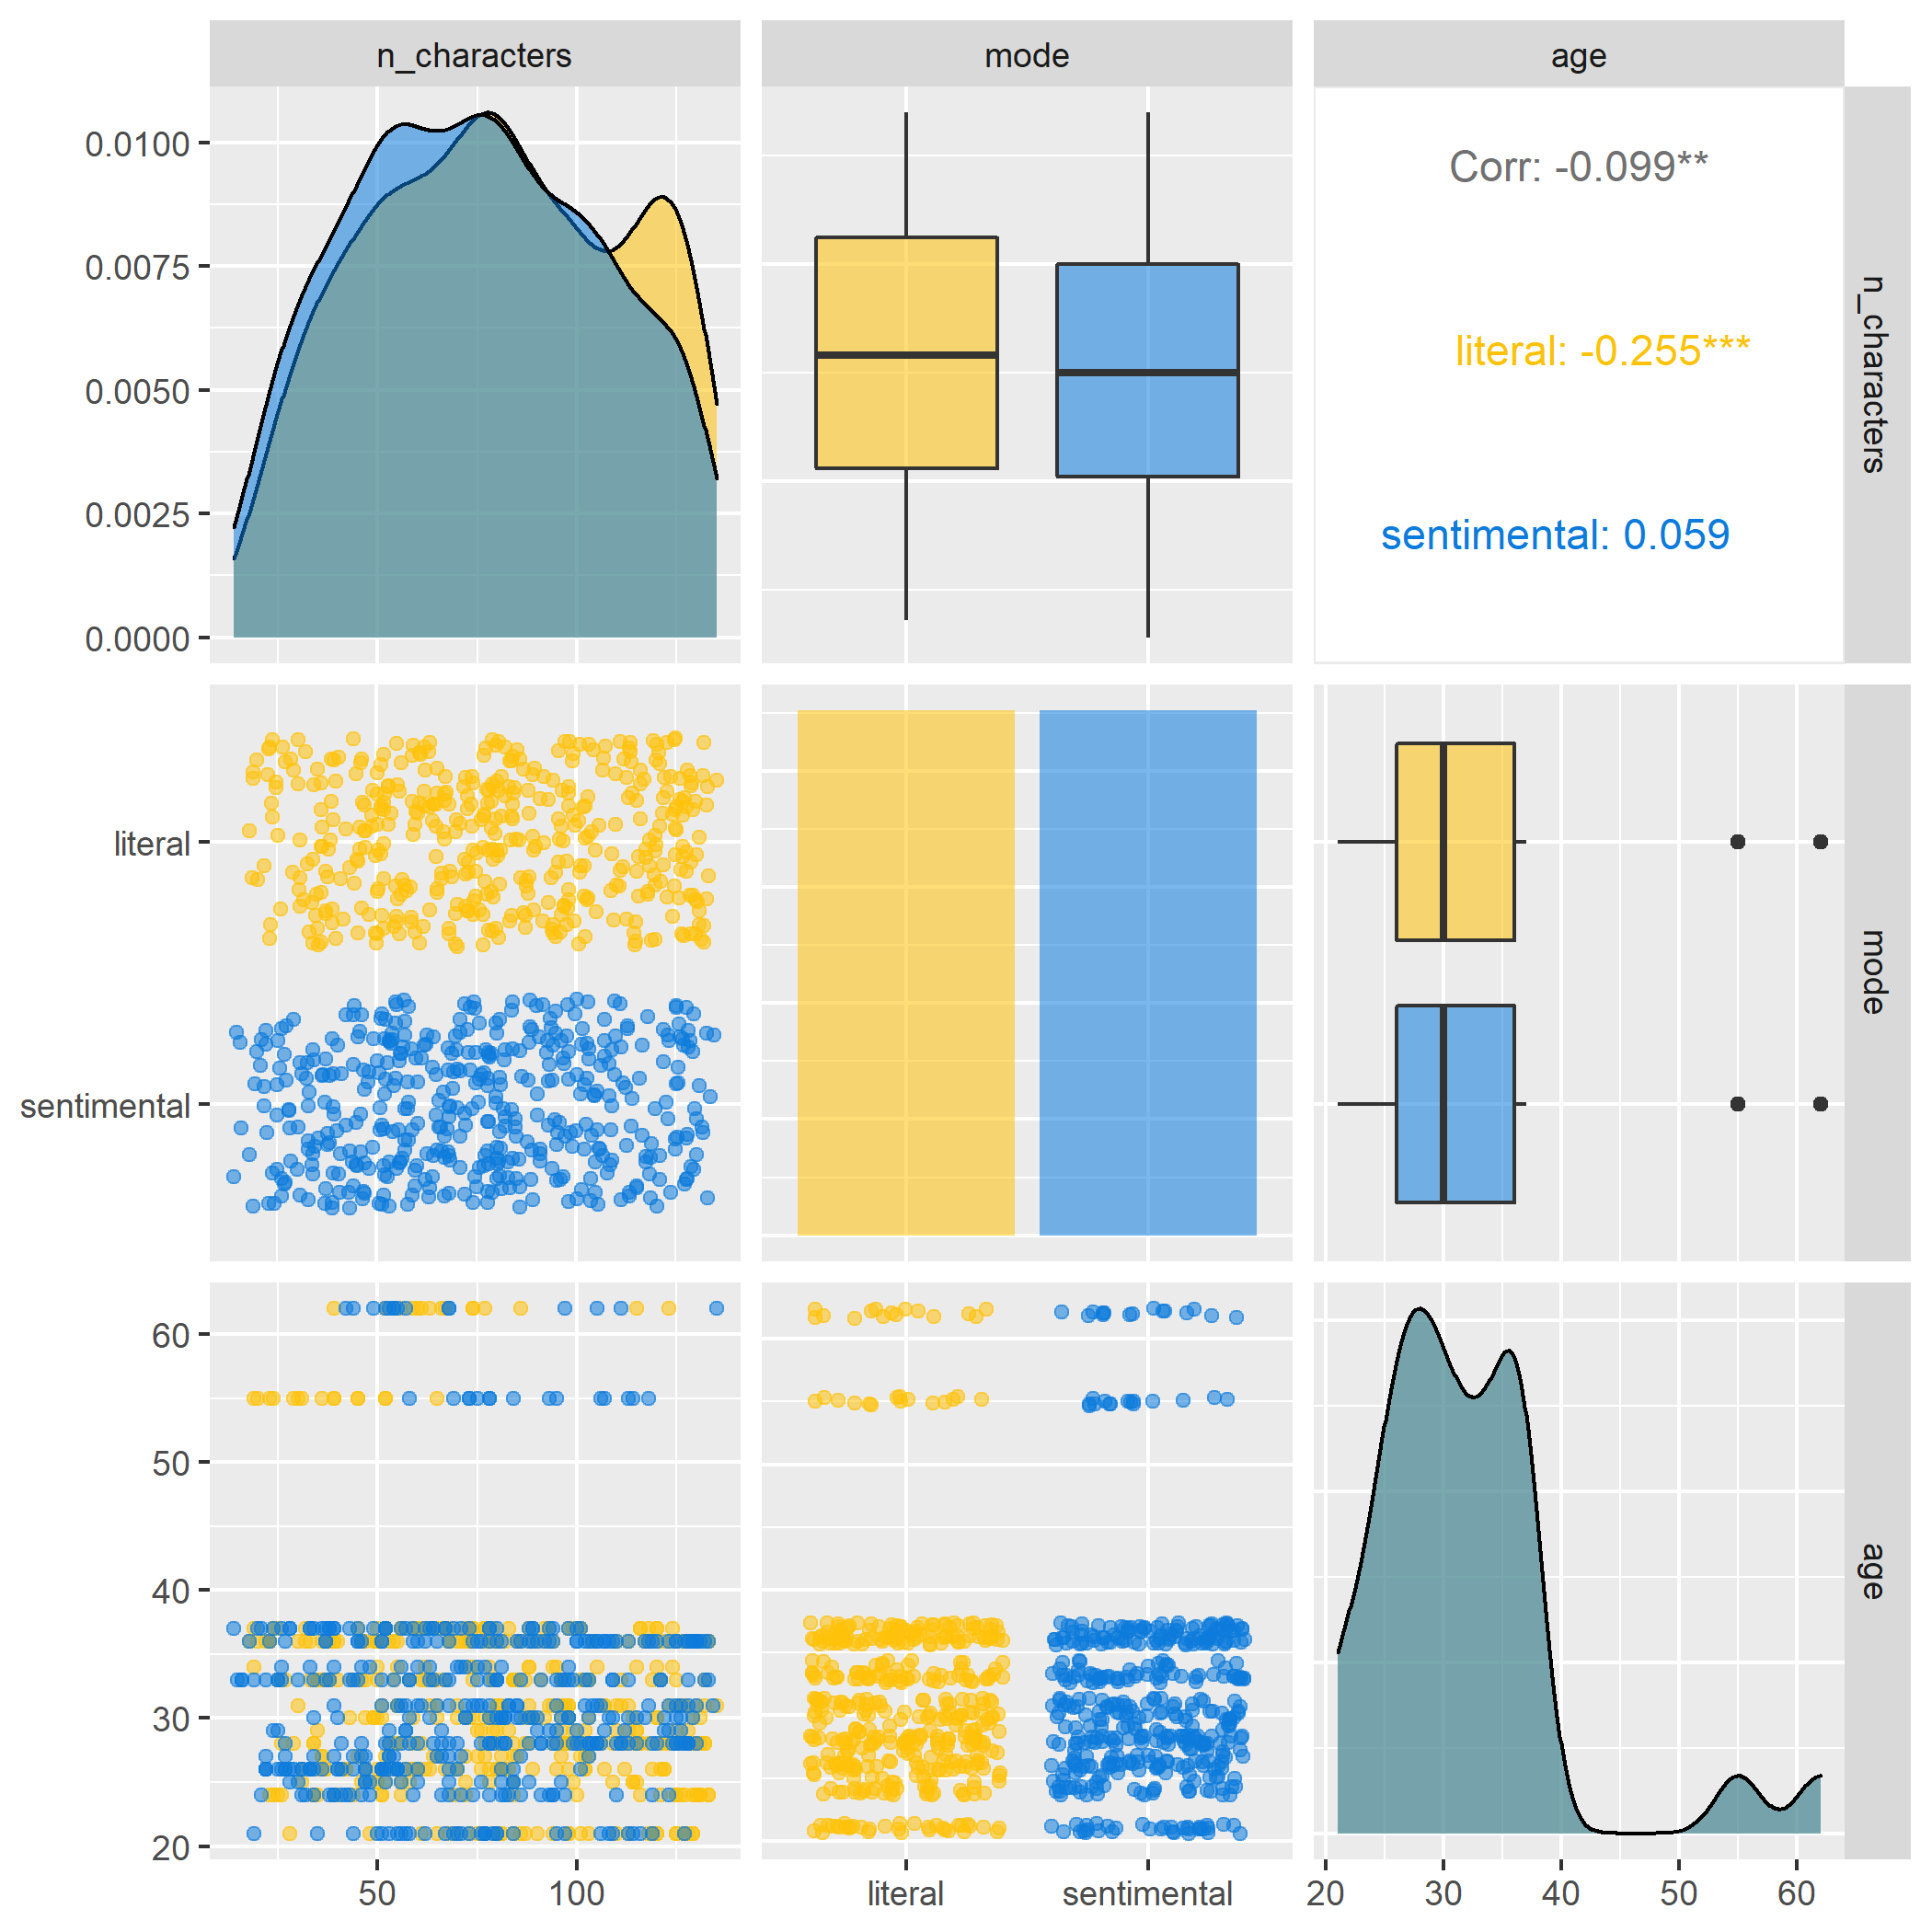 n_characters
mode
age
0.0100
0.0075
0.0050
0.0025
0.0000
Corr: -0.099**
literal: -0.255***
sentimental: 0.059
n_characters
literal
sentimental
mode
60
50
40
30
20
age
50
100
literal
sentimental
20
30
40
50
60